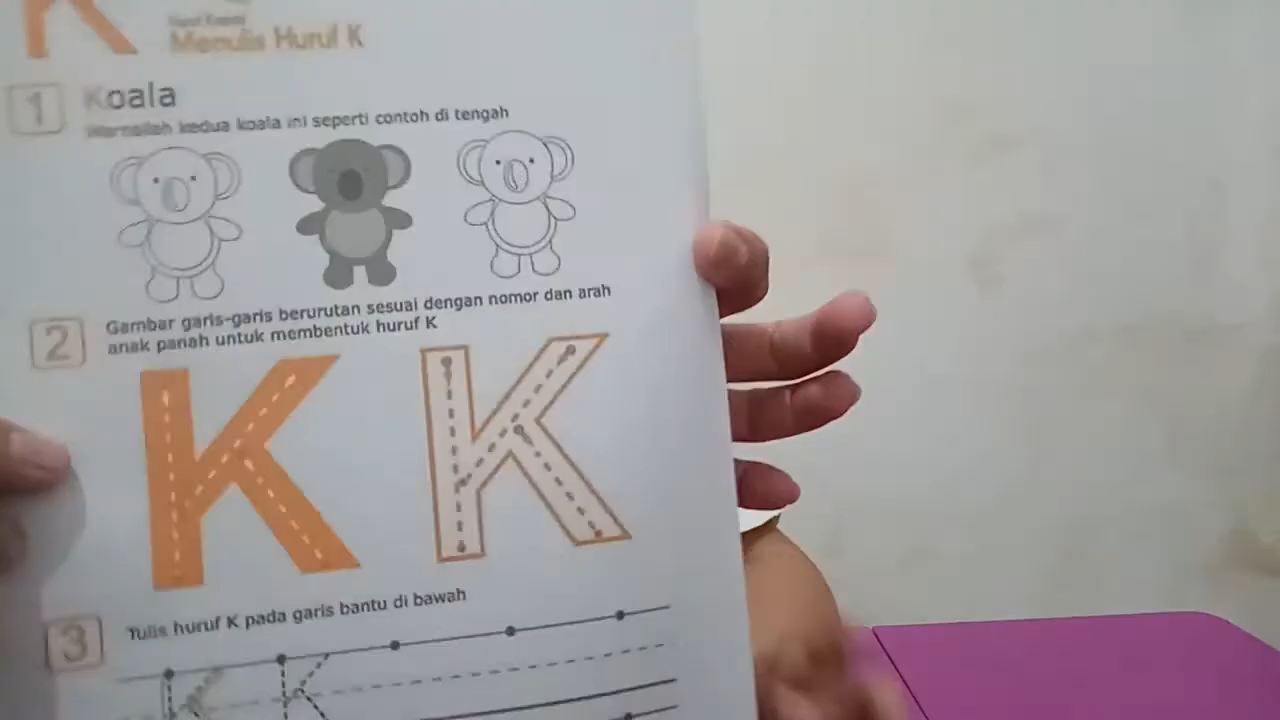 K
Menulis Huruf K
1
Koala
Warnailah kedua koala ini seperti contoh di tengah
2
Gambar garis-garis berurutan sesuai dengan nomor dan arah
anak panah untuk membentuk huruf K
K K
3
Tulis huruf K pada garis bantu di bawah
K K